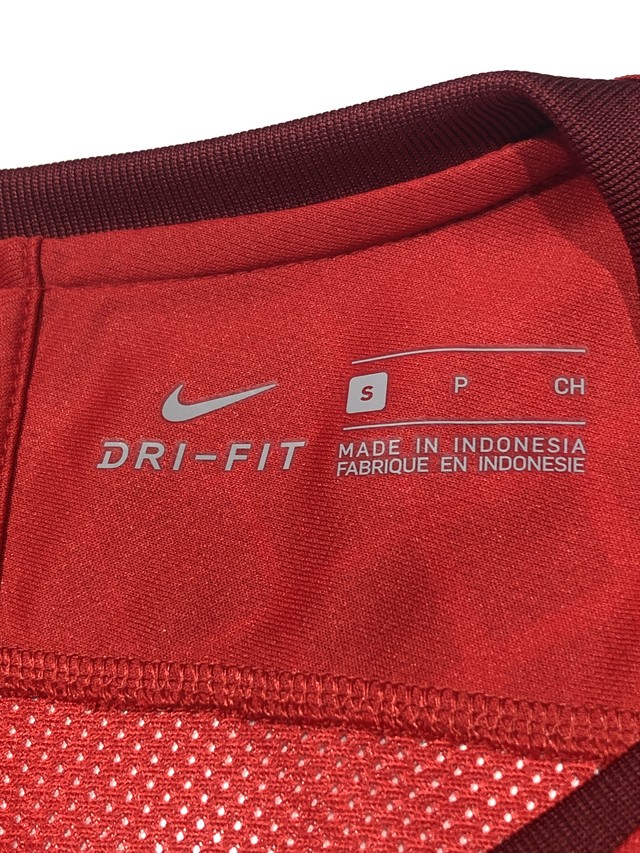 S P CH
DRI-FIT
MADE IN INDONESIA
FABRIQUE EN INDONESIE